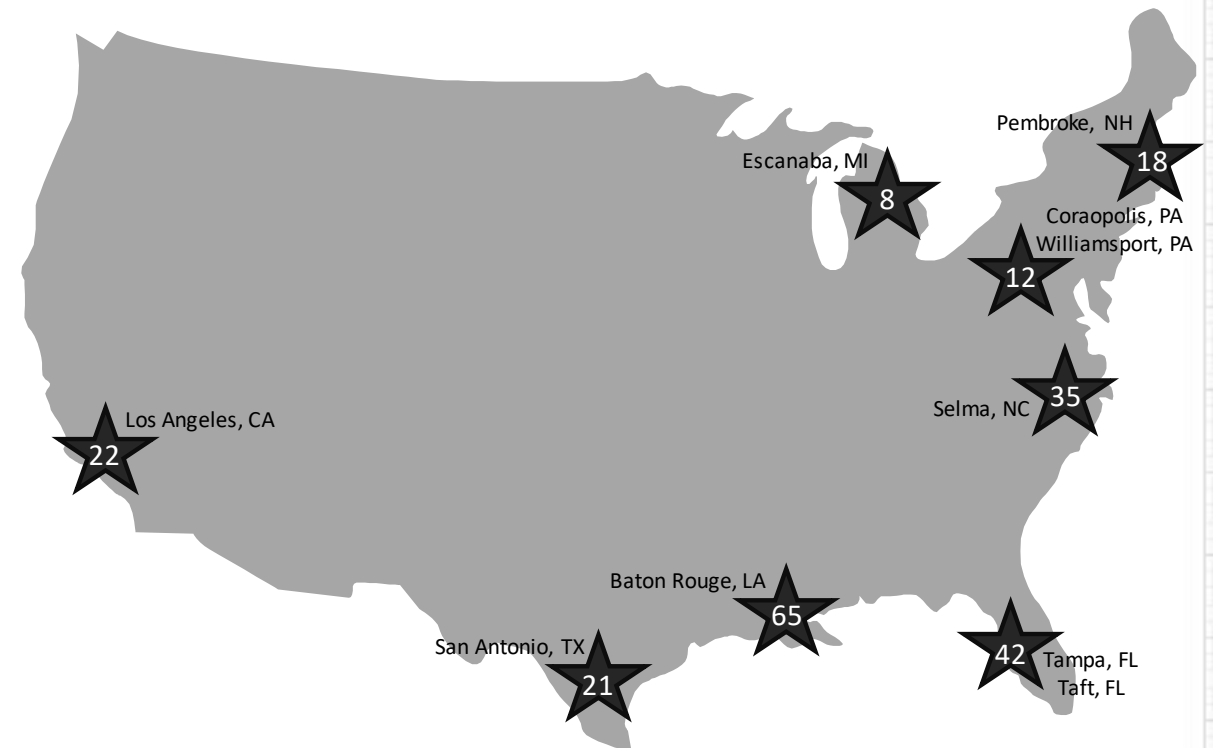 Pembroke, NH
18
Escanaba, MI
8
Coraopolis, PA
Williamsport, PA
12
Selma, NC
35
Los Angeles, CA
22
Baton Rouge, LA
65
San Antonio, TX
21
42
Tampa, FL
Taft, FL